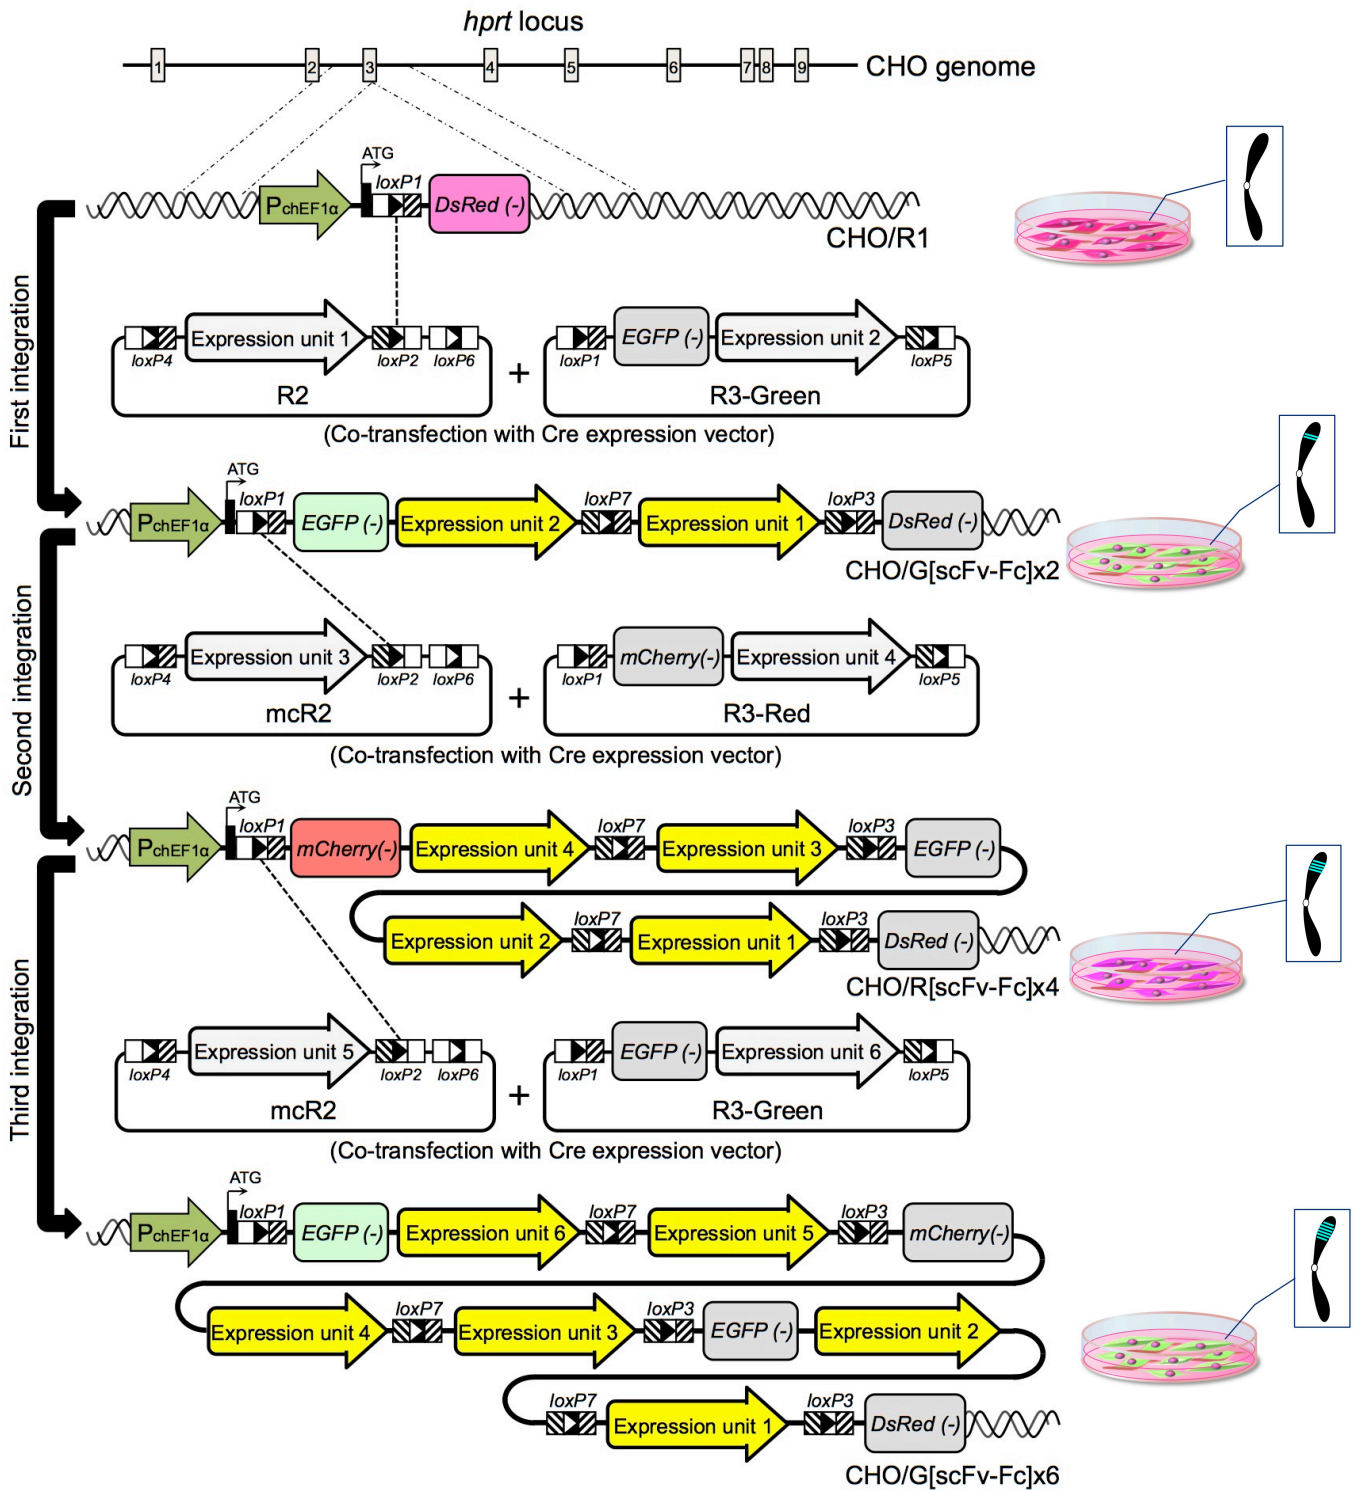 hprt locus
1 2 3 4 5 6 7 8 9 CHO genome
ATG
PchEF1α loxP1 DsRed (-)
CHO/R1
First integration
Expression unit 1 EGFP (-) Expression unit 2
loxP4 loxP2 loxP6 loxP1 loxP5
R2 + R3-Green
(Co-transfection with Cre expression vector)
ATG
loxP1 loxP7 loxP3
PchEF1α EGFP (-) Expression unit 2 Expression unit 1 DsRed (-)
CHO/G[scFv-Fc]x2
Second integration
Expression unit 3 mCherry(-) Expression unit 4
loxP4 loxP2 loxP6 loxP1 loxP5
mcR2 + R3-Red
(Co-transfection with Cre expression vector)
ATG
loxP1 loxP7 loxP3
PchEF1α mCherry(-) Expression unit 4 Expression unit 3 EGFP (-)
loxP7 loxP3
Expression unit 2 Expression unit 1 DsRed (-)
CHO/R[scFv-Fc]x4
Third integration
Expression unit 5 EGFP (-) Expression unit 6
loxP4 loxP2 loxP6 loxP1 loxP5
mcR2 + R3-Green
(Co-transfection with Cre expression vector)
ATG
loxP1 loxP7 loxP3
PchEF1α EGFP (-) Expression unit 6 Expression unit 5 mCherry(-)
loxP7 loxP3
Expression unit 4 Expression unit 3 EGFP (-) Expression unit 2
loxP7 loxP3
Expression unit 1 DsRed (-)
CHO/G[scFv-Fc]x6